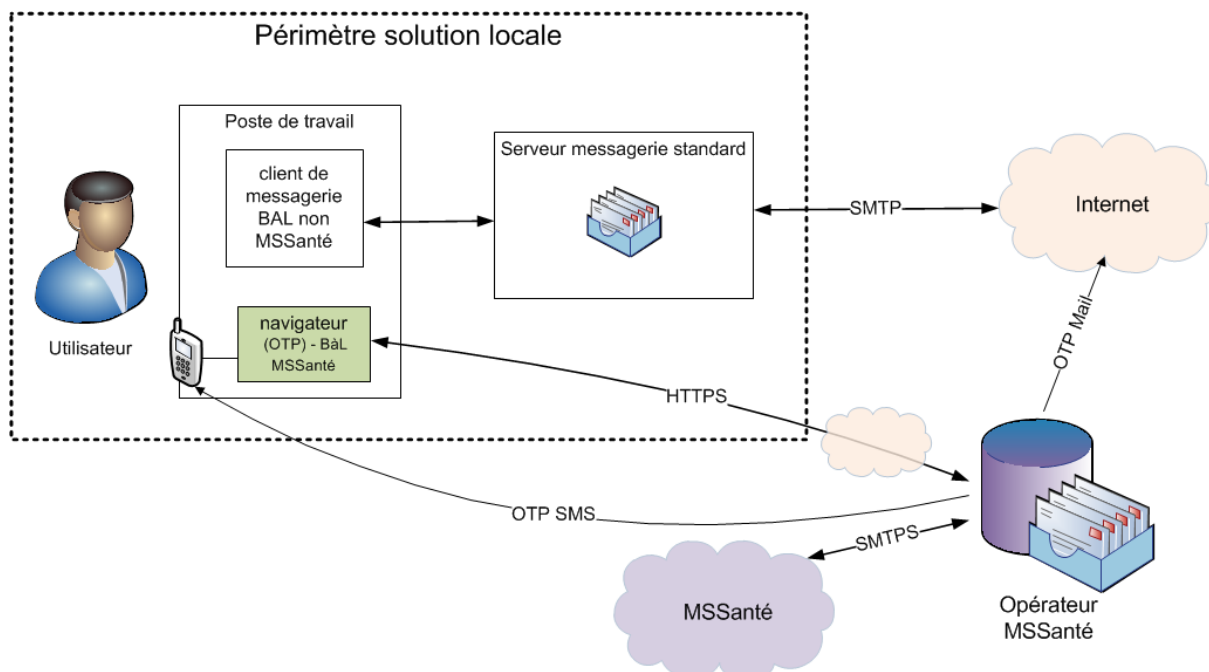 Périmètre solution locale
Poste de travail
client de
messagerie
BAL non
MSSanté
Serveur messagerie standard
SMTP
Internet
Utilisateur
navigateur
(OTP) - BàL
MSSanté
HTTPS
OTP Mail
OTP SMS
SMTPS
MSSanté
Opérateur
MSSanté